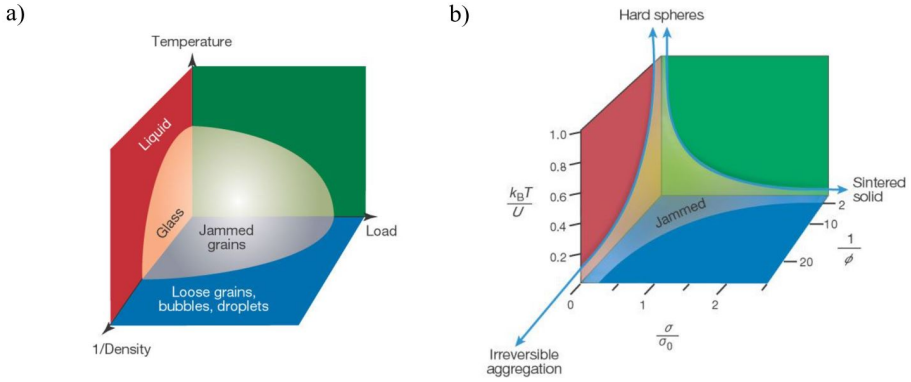 a)
Temperature
Liquid
Glass
Jammed
grains
Load
Loose grains,
bubbles, droplets
1/Density
b)
Hard spheres
1.0
0.8
0.6
0.4
0.2
k_BT
U
Jammed
Sintered
solid
2
10
20
1
ϕ
0
1
2
σ
σ₀
Irreversible
aggregation